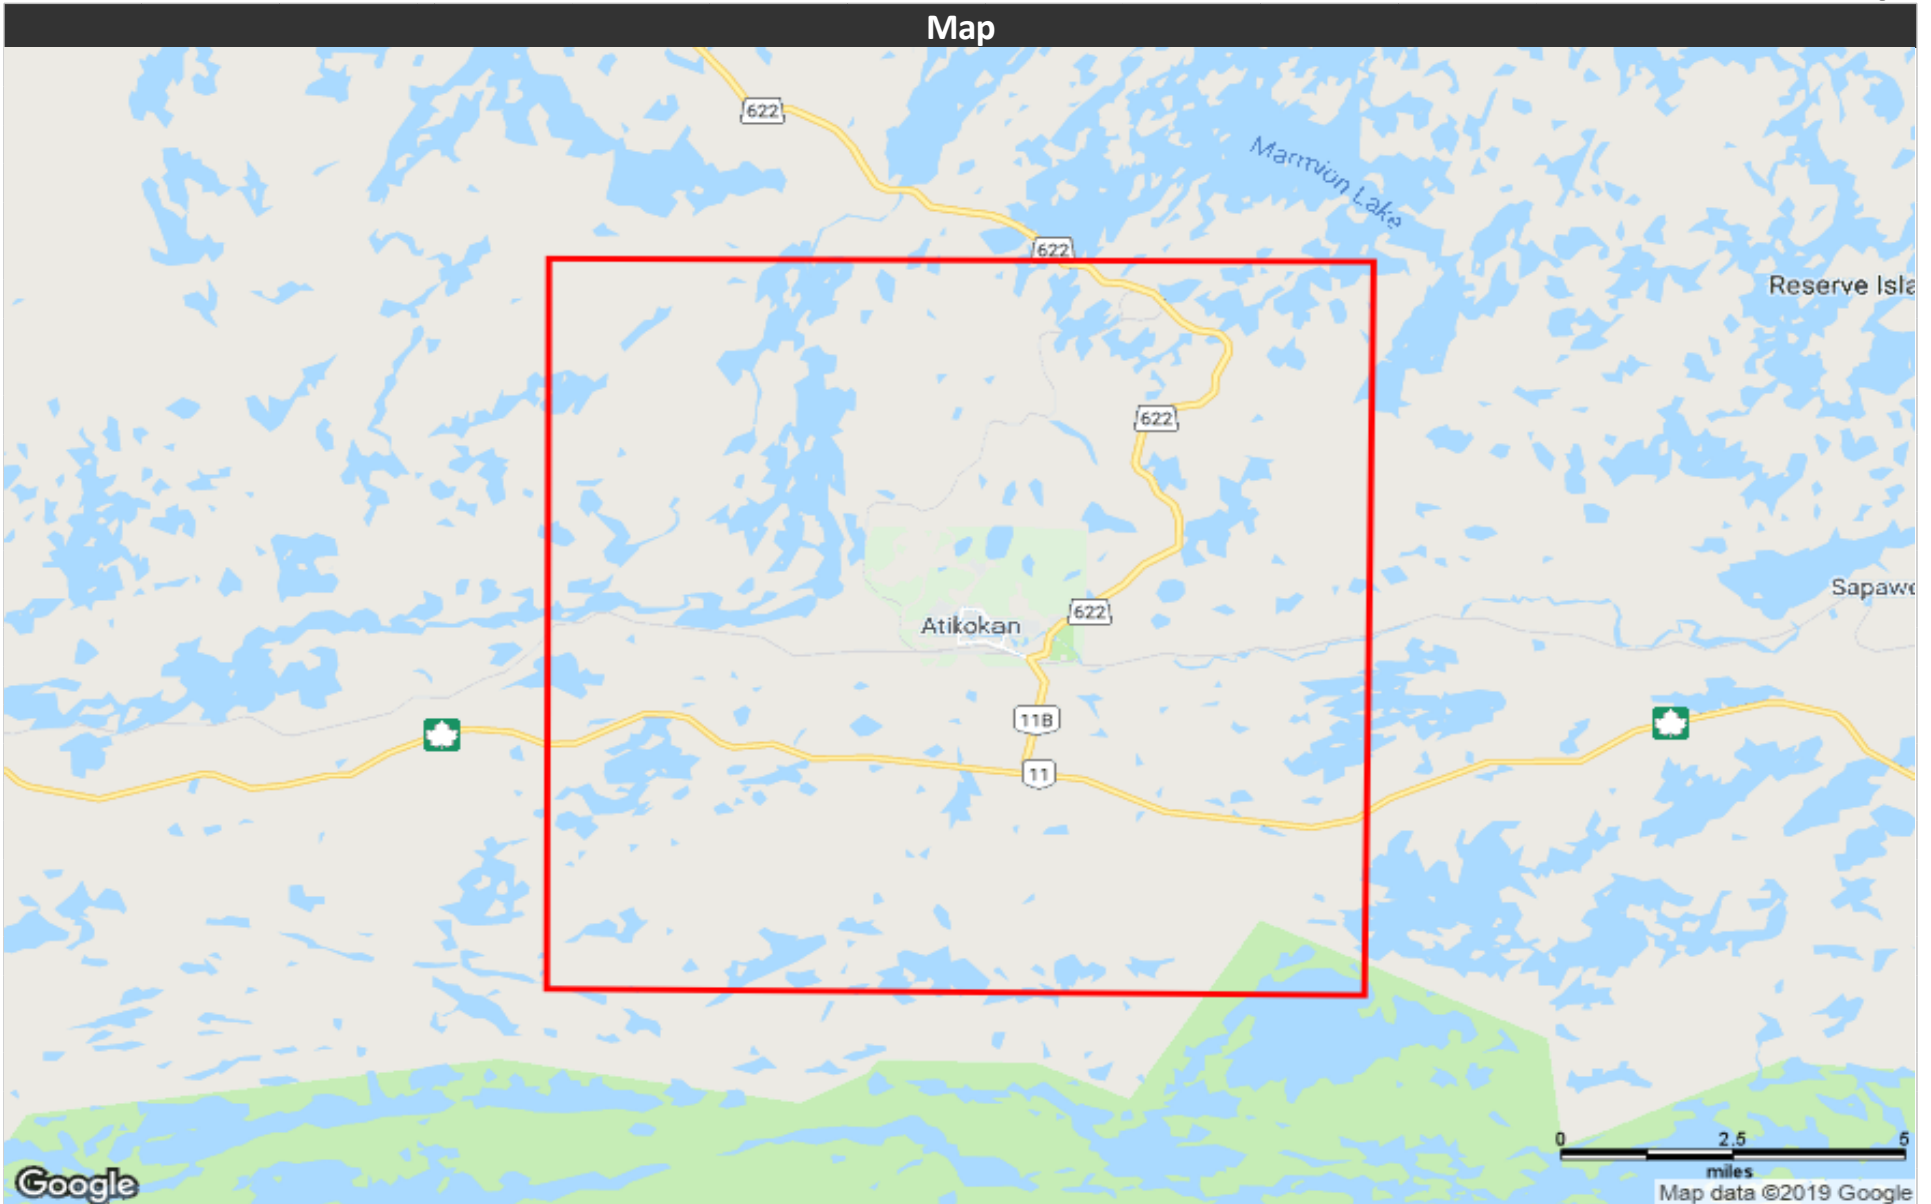 Map
622
Marmion Lake
622
Reserve Isla
622
Sapawe
622
Atikokan
11B
11
0 2.5 5
miles
Google
Map data ©2019 Google